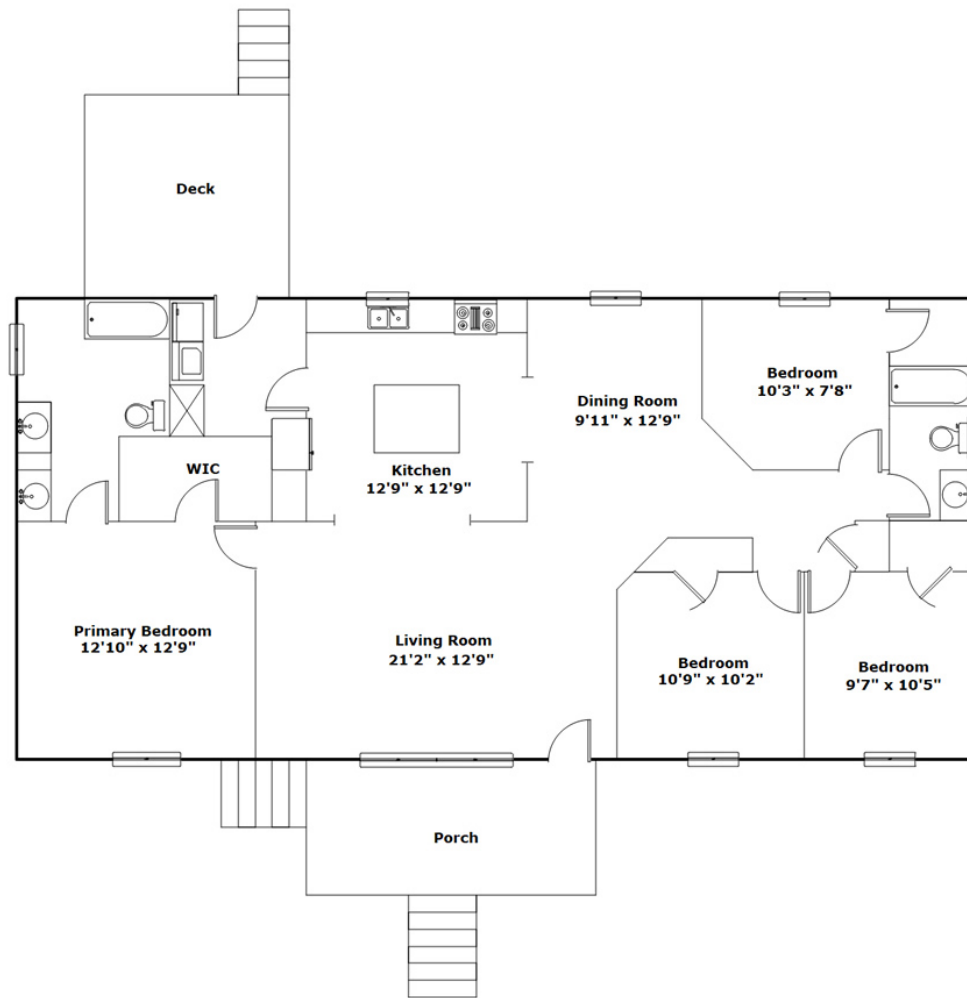 Deck
Bedroom
10'3" x 7'8"
Dining Room
9'11" x 12'9"
WIC
Kitchen
12'9" x 12'9"
Primary Bedroom
12'10" x 12'9"
Living Room
21'2" x 12'9"
Bedroom
10'9" x 10'2"
Bedroom
9'7" x 10'5"
Porch